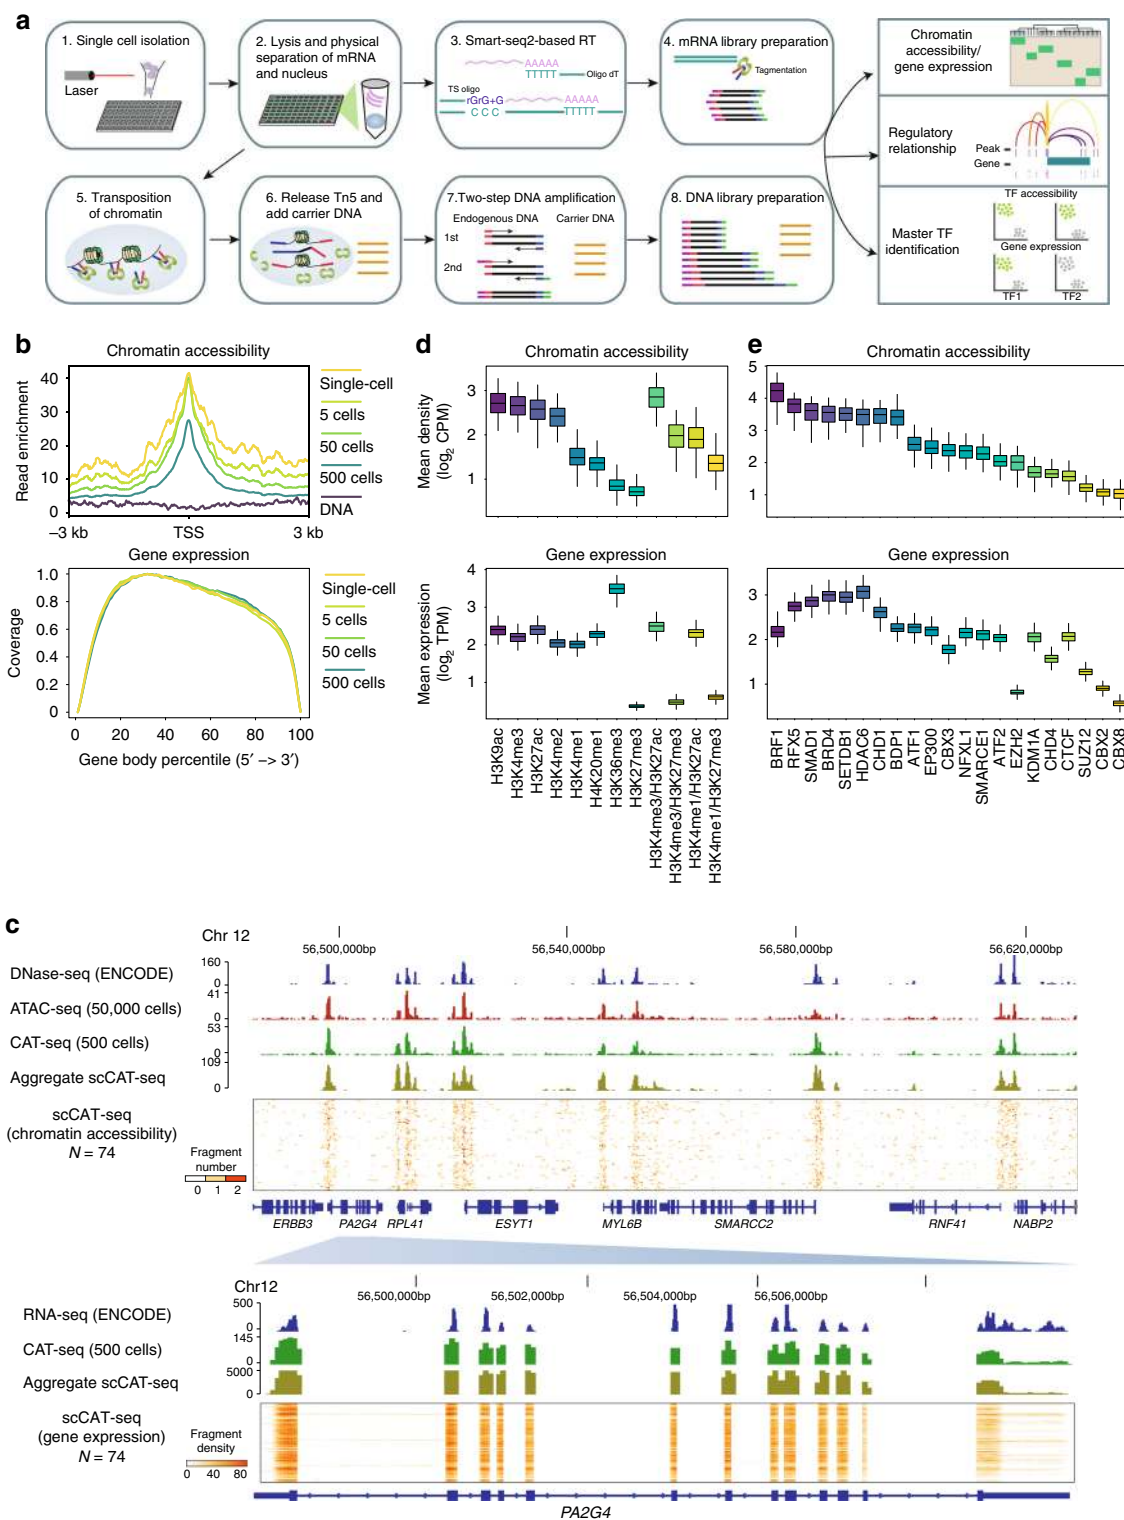 a
1. Single cell isolation
Laser
2. Lysis and physical
separation of mRNA
and nucleus
3. Smart-seq2-based RT
AAAAA
TTTTT
Oligo dT
TS oligo
rGrG+G
AAAAA
C C C
TTTTT
4. mRNA library preparation
Tagmentation
5. Transposition
of chromatin
6. Release Tn5 and
add carrier DNA
7.Two-step DNA amplification
Endogenous DNA
Carrier DNA
1st
2nd
8. DNA library preparation
Chromatin
accessibility/
gene expression
Regulatory
relationship
Peak
Gene
Master TF
identification
TF accessibility
Gene expression
TF1
TF2
b
Chromatin accessibility
Read enrichment
40
30
20
10
0
−3 kb
TSS
3 kb
Single-cell
5 cells
50 cells
500 cells
DNA
Gene expression
Coverage
1.0
0.8
0.6
0.4
0.2
0
0
20
40
60
80
100
Gene body percentile (5′ −> 3′)
Single-cell
5 cells
50 cells
500 cells
d
Chromatin accessibility
Mean density
(log2 CPM)
3
2
1
Gene expression
Mean expression
(log2 TPM)
4
3
2
1
H3K9ac
H3K4me3
H3K27ac
H3K4me2
H3K4me1
H4K20me1
H3K36me3
H3K27me3
H3K4me3/H3K27ac
H3K4me3/H3K27me3
H3K4me1/H3K27ac
H3K4me1/H3K27me3
e
Chromatin accessibility
5
4
3
2
1
Gene expression
3
2
1
BRF1
RFX5
SMAD1
BRD4
SETDB1
HDAC6
CHD1
BDP1
ATF1
EP300
CBX3
NFXL1
SMARCE1
ATF2
EZH2
KDM1A
CHD4
CTCF
SUZ12
CBX2
CBX8
c
Chr 12
56,500,000bp
56,540,000bp
56,580,000bp
56,620,000bp
DNase-seq (ENCODE)
160
0
ATAC-seq (50,000 cells)
41
0
CAT-seq (500 cells)
53
0
Aggregate scCAT-seq
109
0
scCAT-seq
(chromatin accessibility)
N = 74
Fragment
number
0
1
2
ERBB3
PA2G4
RPL41
ESYT1
MYL6B
SMARCC2
RNF41
NABP2
Chr12
56,500,000bp
56,502,000bp
56,504,000bp
56,506,000bp
RNA-seq (ENCODE)
500
0
CAT-seq (500 cells)
145
0
Aggregate scCAT-seq
5000
0
scCAT-seq
(gene expression)
N = 74
Fragment
density
0
40
80
PA2G4